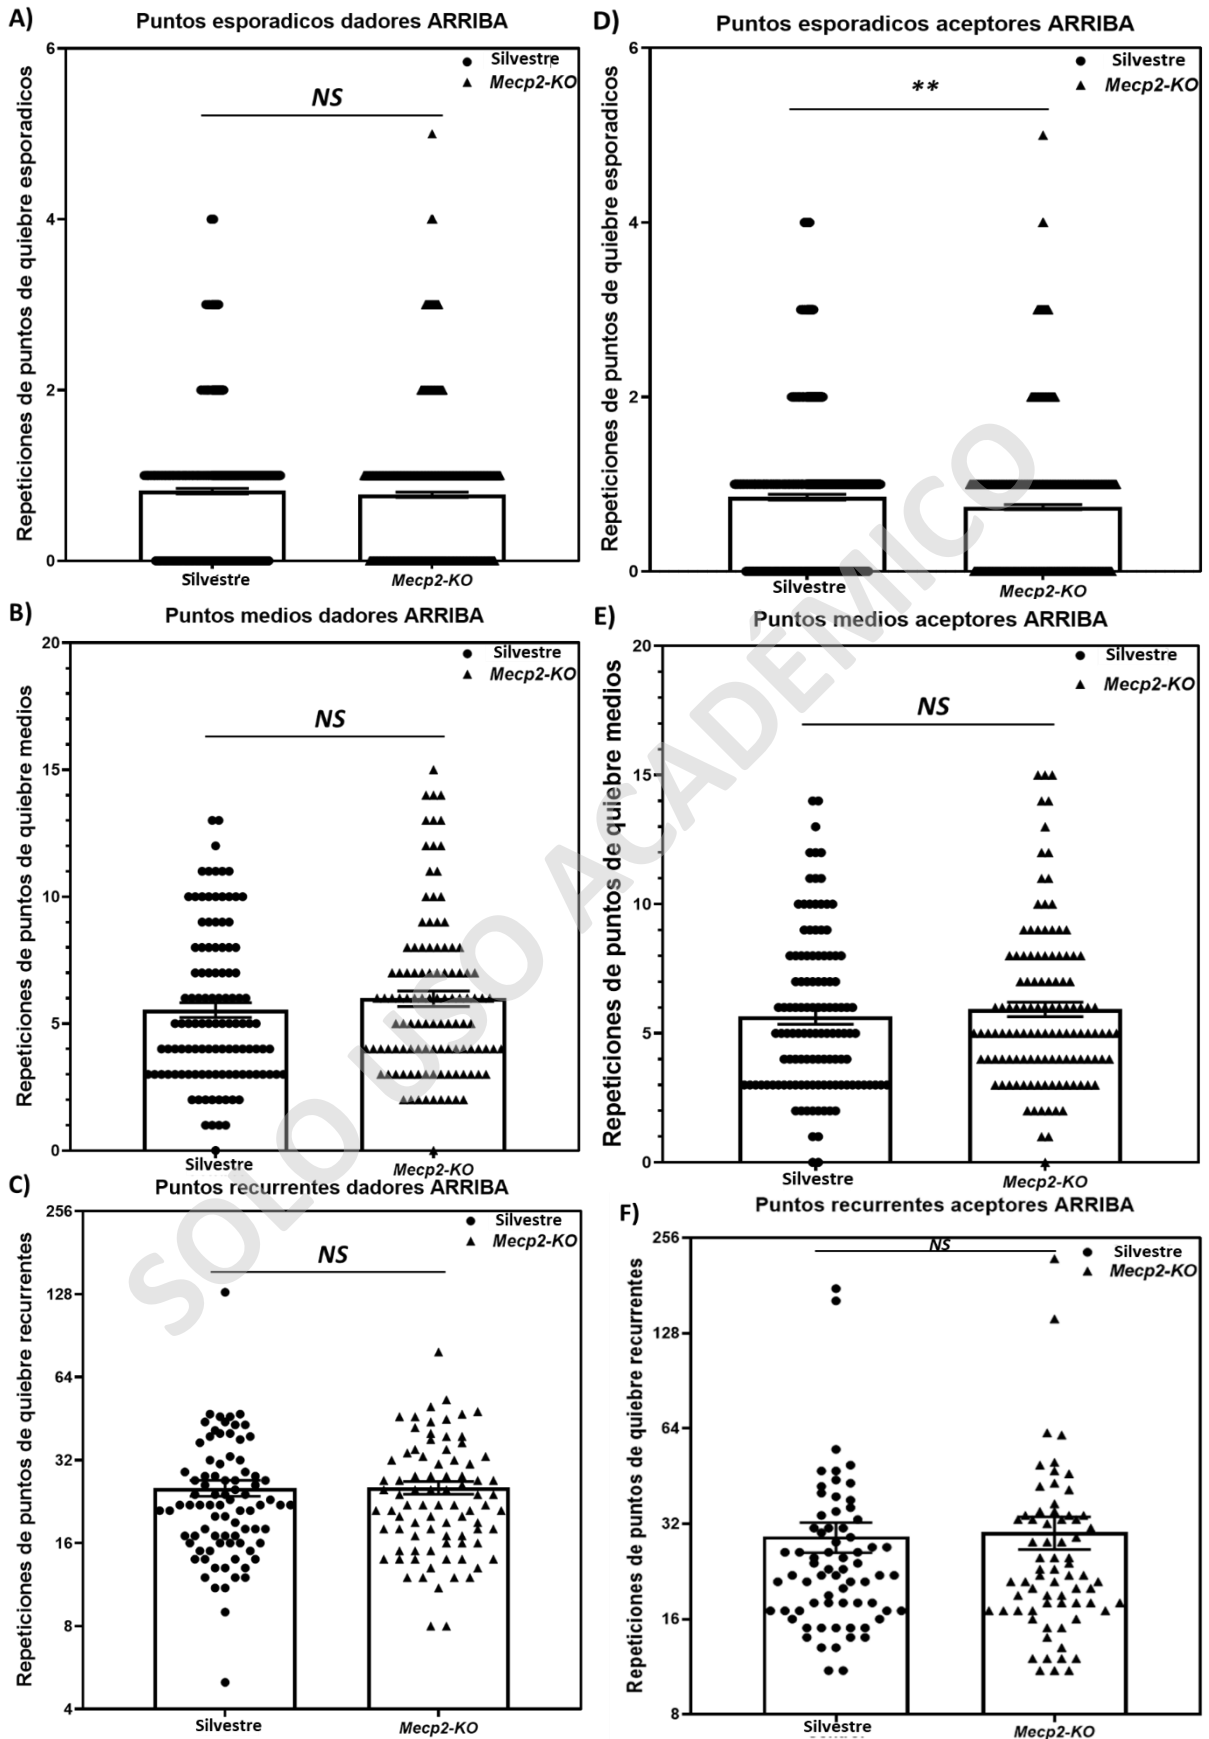 A)
Puntos esporadicos dadores ARRIBA
Repeticiones de puntos de quiebre esporadicos
6
4
2
0
Silvestre
Mecp2-KO
NS
Silvestre
Mecp2-KO
B)
Puntos medios dadores ARRIBA
Repeticiones de puntos de quiebre medios
20
15
10
5
0
Silvestre
Mecp2-KO
NS
Silvestre
Mecp2-KO
C)
Puntos recurrentes dadores ARRIBA
Repeticiones de puntos de quiebre recurrentes
256
128
64
32
16
8
4
Silvestre
Mecp2-KO
NS
Silvestre
Mecp2-KO
D)
Puntos esporadicos aceptores ARRIBA
Repeticiones de puntos de quiebre esporadicos
6
4
2
0
Silvestre
Mecp2-KO
**
Silvestre
Mecp2-KO
E)
Puntos medios aceptores ARRIBA
Repeticiones de puntos de quiebre medios
20
15
10
5
0
Silvestre
Mecp2-KO
NS
Silvestre
Mecp2-KO
F)
Puntos recurrentes aceptores ARRIBA
Repeticiones de puntos de quiebre recurrentes
256
128
64
32
16
8
Silvestre
Mecp2-KO
NS
Silvestre
Mecp2-KO
SOLO USO ACADÉMICO